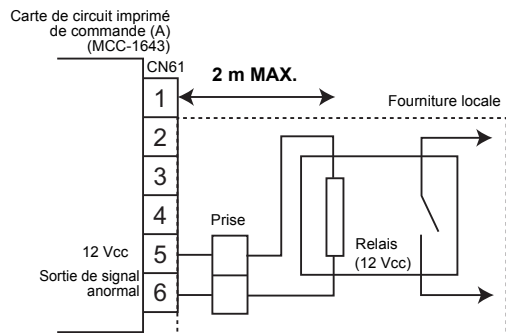 Carte de circuit imprimé
de commande (A)
(MCC-1643)
CN61
2 m MAX.
Fourniture locale
1
2
3
4
5
6
Prise
12 Vcc
Sortie de signal
anormal
Relais
(12 Vcc)